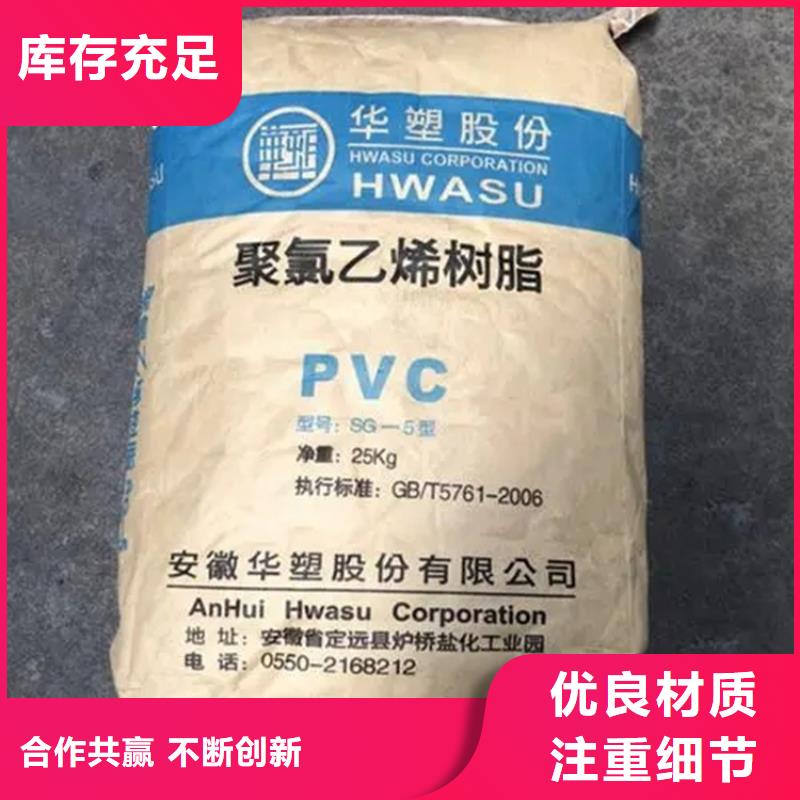 库存充足
华塑股份
HWASU CORPORATION
HWASU
聚氯乙烯树脂
PVC
型号: SG—5型
净重: 25Kg
执行标准: GB/T5761-2006
安徽华塑股份有限公司
AnHui Hwasu Corporation
地 址: 安徽省定远县炉桥盐化工业园
电 话: 0550-2168212
优良材质
注重细节
合作共赢 不断创新